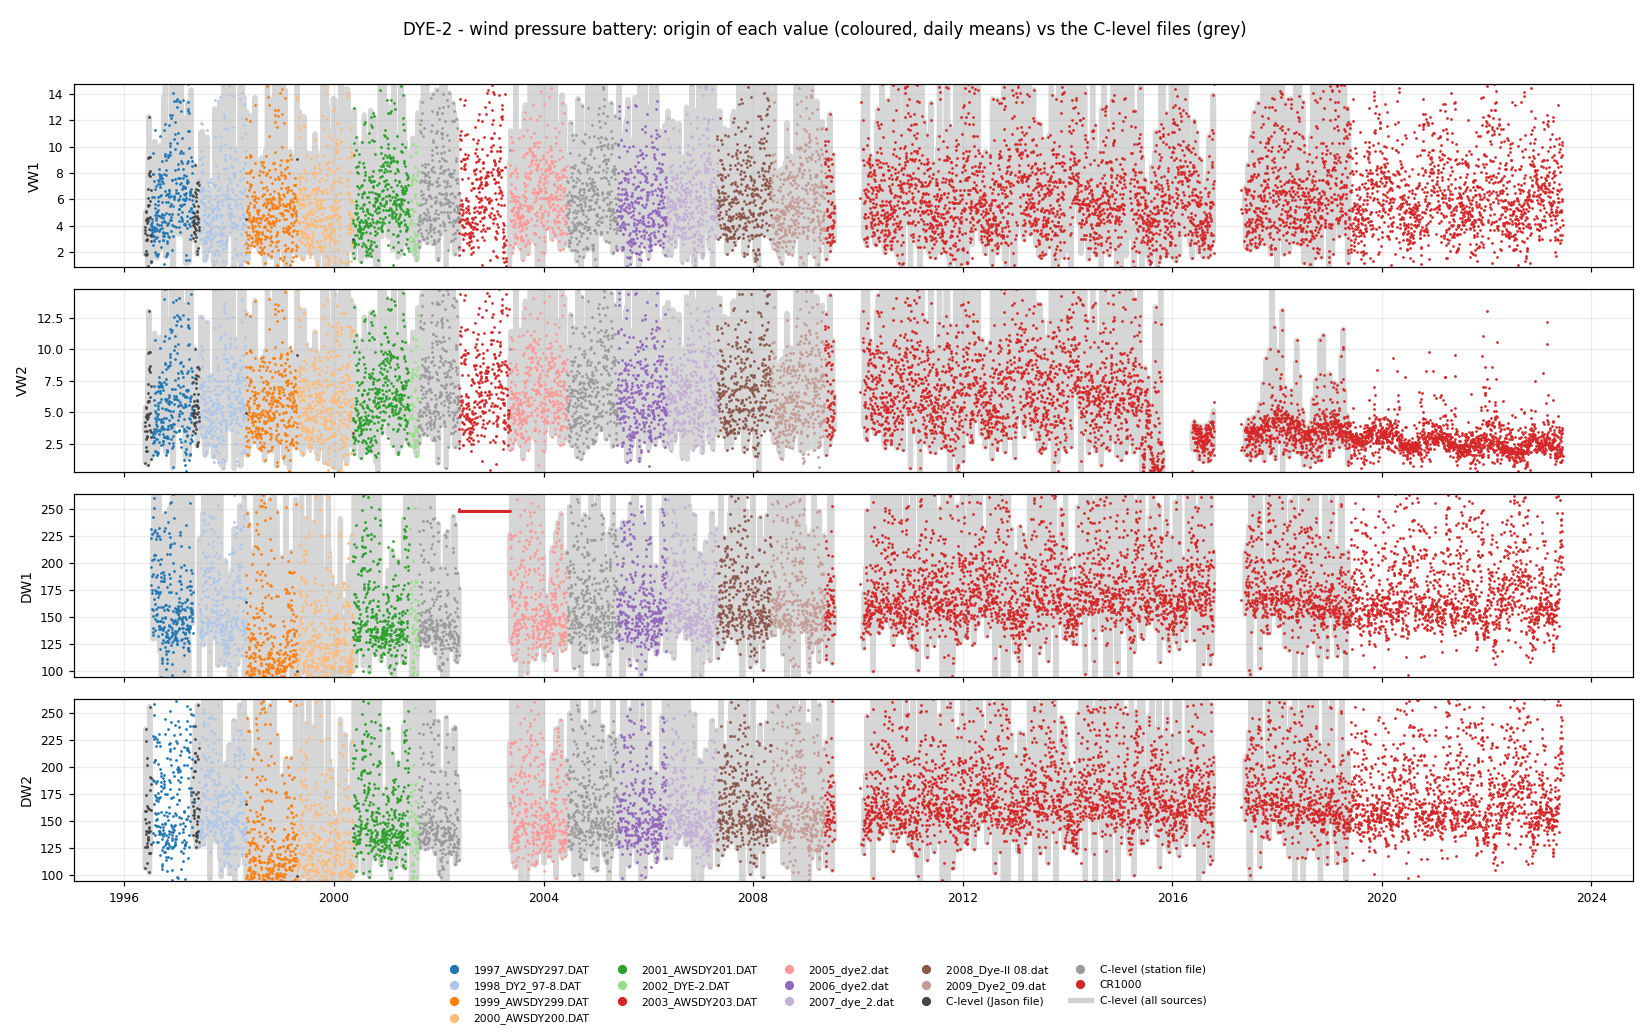 DYE-2 - wind pressure battery: origin of each value (coloured, daily means) vs the C-level files (grey)
VW1
14
12
10
8
6
4
2
VW2
12.5
10.0
7.5
5.0
2.5
DW1
250
225
200
175
150
125
100
DW2
250
225
200
175
150
125
100
1996
2000
2004
2008
2012
2016
2020
2024
1997_AWSDY297.DAT
1998_DY2_97-8.DAT
1999_AWSDY299.DAT
2000_AWSDY200.DAT
2001_AWSDY201.DAT
2002_DYE-2.DAT
2003_AWSDY203.DAT
2005_dye2.dat
2006_dye2.dat
2007_dye_2.dat
2008_Dye-II 08.dat
2009_Dye2_09.dat
C-level (Jason file)
C-level (station file)
CR1000
C-level (all sources)